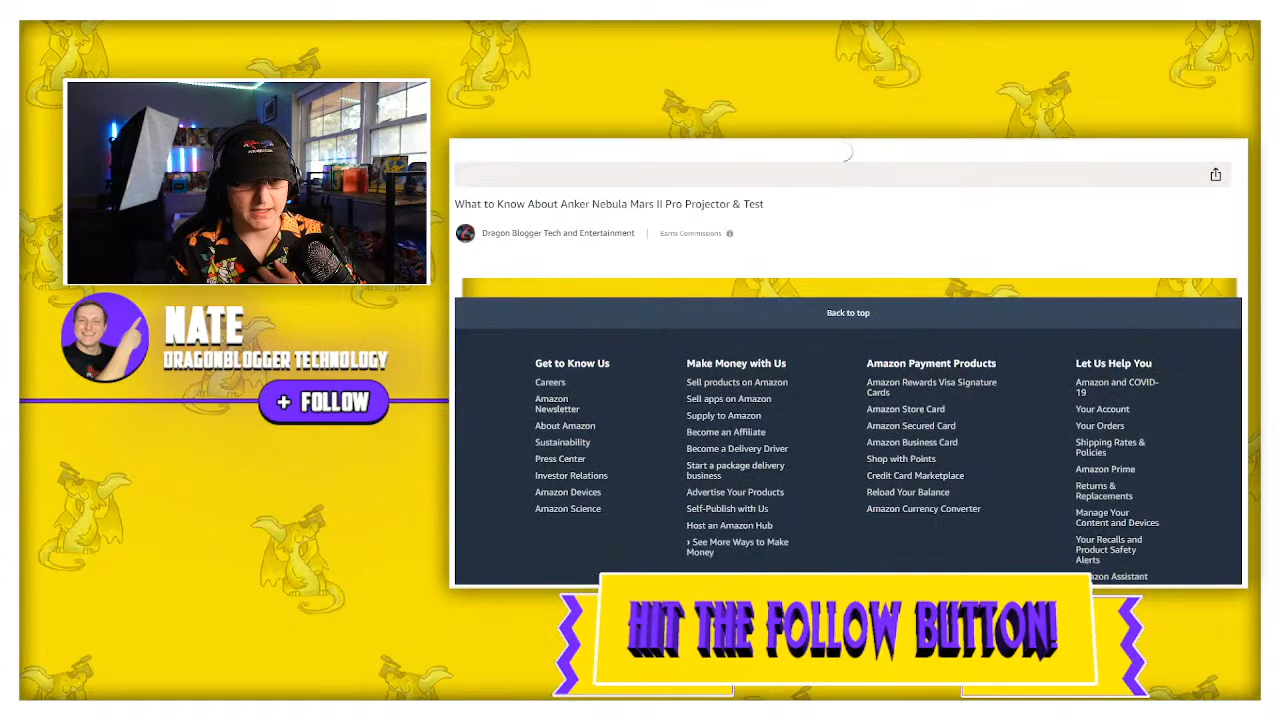 What to Know About Anker Nebula Mars II Pro Projector & Test
Dragon Blogger Tech and Entertainment
Earns Commissions
NATE
DRAGONBLOGGER TECHNOLOGY
+ FOLLOW
Back to top
Get to Know Us
Careers
Amazon
Newsletter
About Amazon
Sustainability
Press Center
Investor Relations
Amazon Devices
Amazon Science
Make Money with Us
Sell products on Amazon
Sell apps on Amazon
Supply to Amazon
Become an Affiliate
Become a Delivery Driver
Start a package delivery
business
Advertise Your Products
Self-Publish with Us
Host an Amazon Hub
› See More Ways to Make
Money
Amazon Payment Products
Amazon Rewards Visa Signature
Cards
Amazon Store Card
Amazon Secured Card
Amazon Business Card
Shop with Points
Credit Card Marketplace
Reload Your Balance
Amazon Currency Converter
Let Us Help You
Amazon and COVID-
19
Your Account
Your Orders
Shipping Rates &
Policies
Amazon Prime
Returns &
Replacements
Manage Your
Content and Devices
Your Recalls and
Product Safety
Alerts
zon Assistant
HIT THE FOLLOW BUTTON!